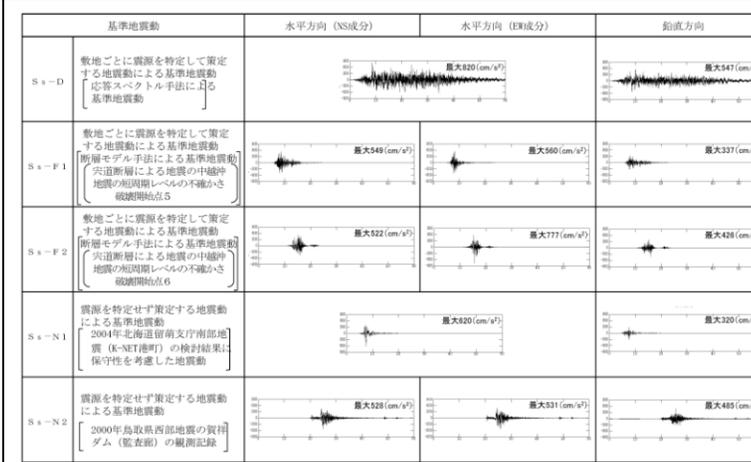 基準地震動
水平方向（NS成分）
水平方向（EW成分）
鉛直方向
Ｓｓ－Ｄ
敷地ごとに震源を特定して策定
する地震動による基準地震動
応答スペクトル手法による
基準地震動
最大820(cm/s²)
最大547(cm/
Ｓｓ－Ｆ１
敷地ごとに震源を特定して策定
する地震動による基準地震動
断層モデル手法による基準地震動
宍道断層による地震の中越沖
地震の短周期レベルの不確かさ
破壊開始点５
最大549(cm/s²)
最大560(cm/s²)
最大337(cm/
Ｓｓ－Ｆ２
敷地ごとに震源を特定して策定
する地震動による基準地震動
断層モデル手法による基準地震動
宍道断層による地震の中越沖
地震の短周期レベルの不確かさ
破壊開始点６
最大522(cm/s²)
最大777(cm/s²)
最大426(cm/
Ｓｓ－Ｎ１
震源を特定せず策定する地震動
による基準地震動
2004年北海道留萌支庁南部地
震（K-NET港町）の検討結果に
保守性を考慮した地震動
最大620(cm/s²)
最大320(cm/
Ｓｓ－Ｎ２
震源を特定せず策定する地震動
による基準地震動
2000年鳥取県西部地震の賀祥
ダム（監査廊）の観測記録
最大528(cm/s²)
最大531(cm/s²)
最大485(cm/